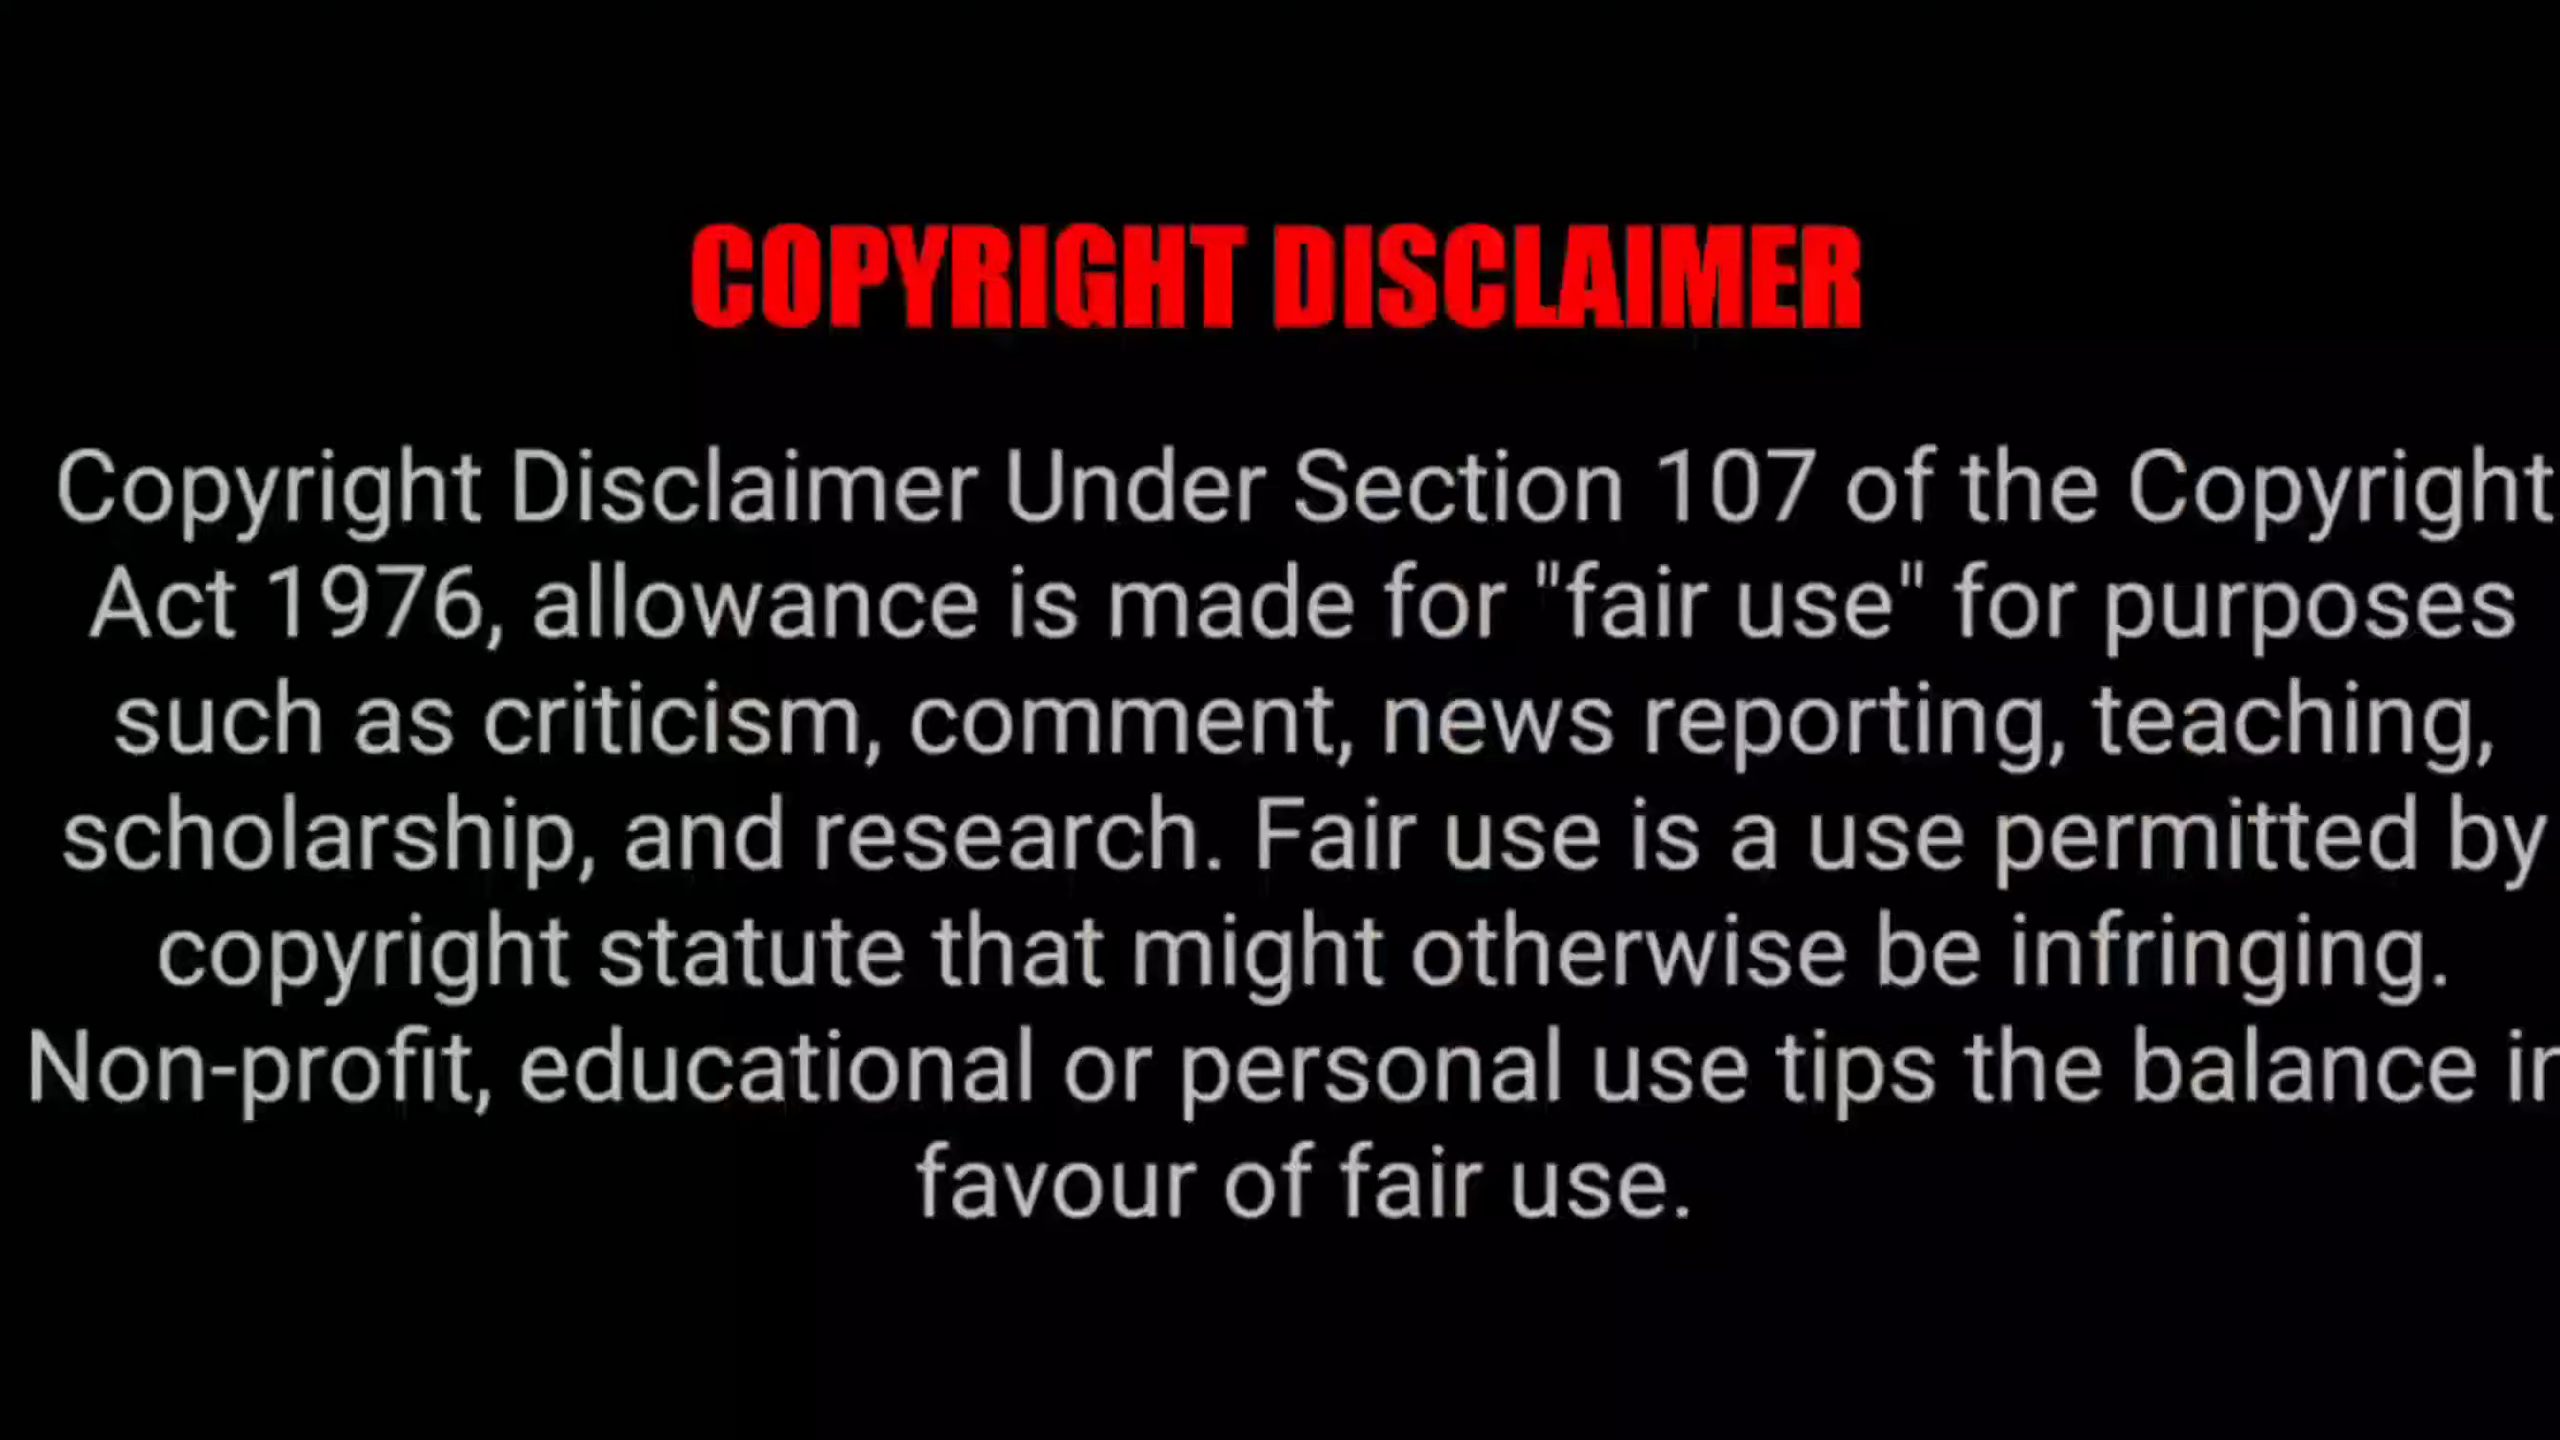 COPYRIGHT DISCLAIMER
Copyright Disclaimer Under Section 107 of the Copyright
Act 1976, allowance is made for "fair use" for purposes
such as criticism, comment, news reporting, teaching,
scholarship, and research. Fair use is a use permitted by
copyright statute that might otherwise be infringing.
Non-profit, educational or personal use tips the balance in
favour of fair use.